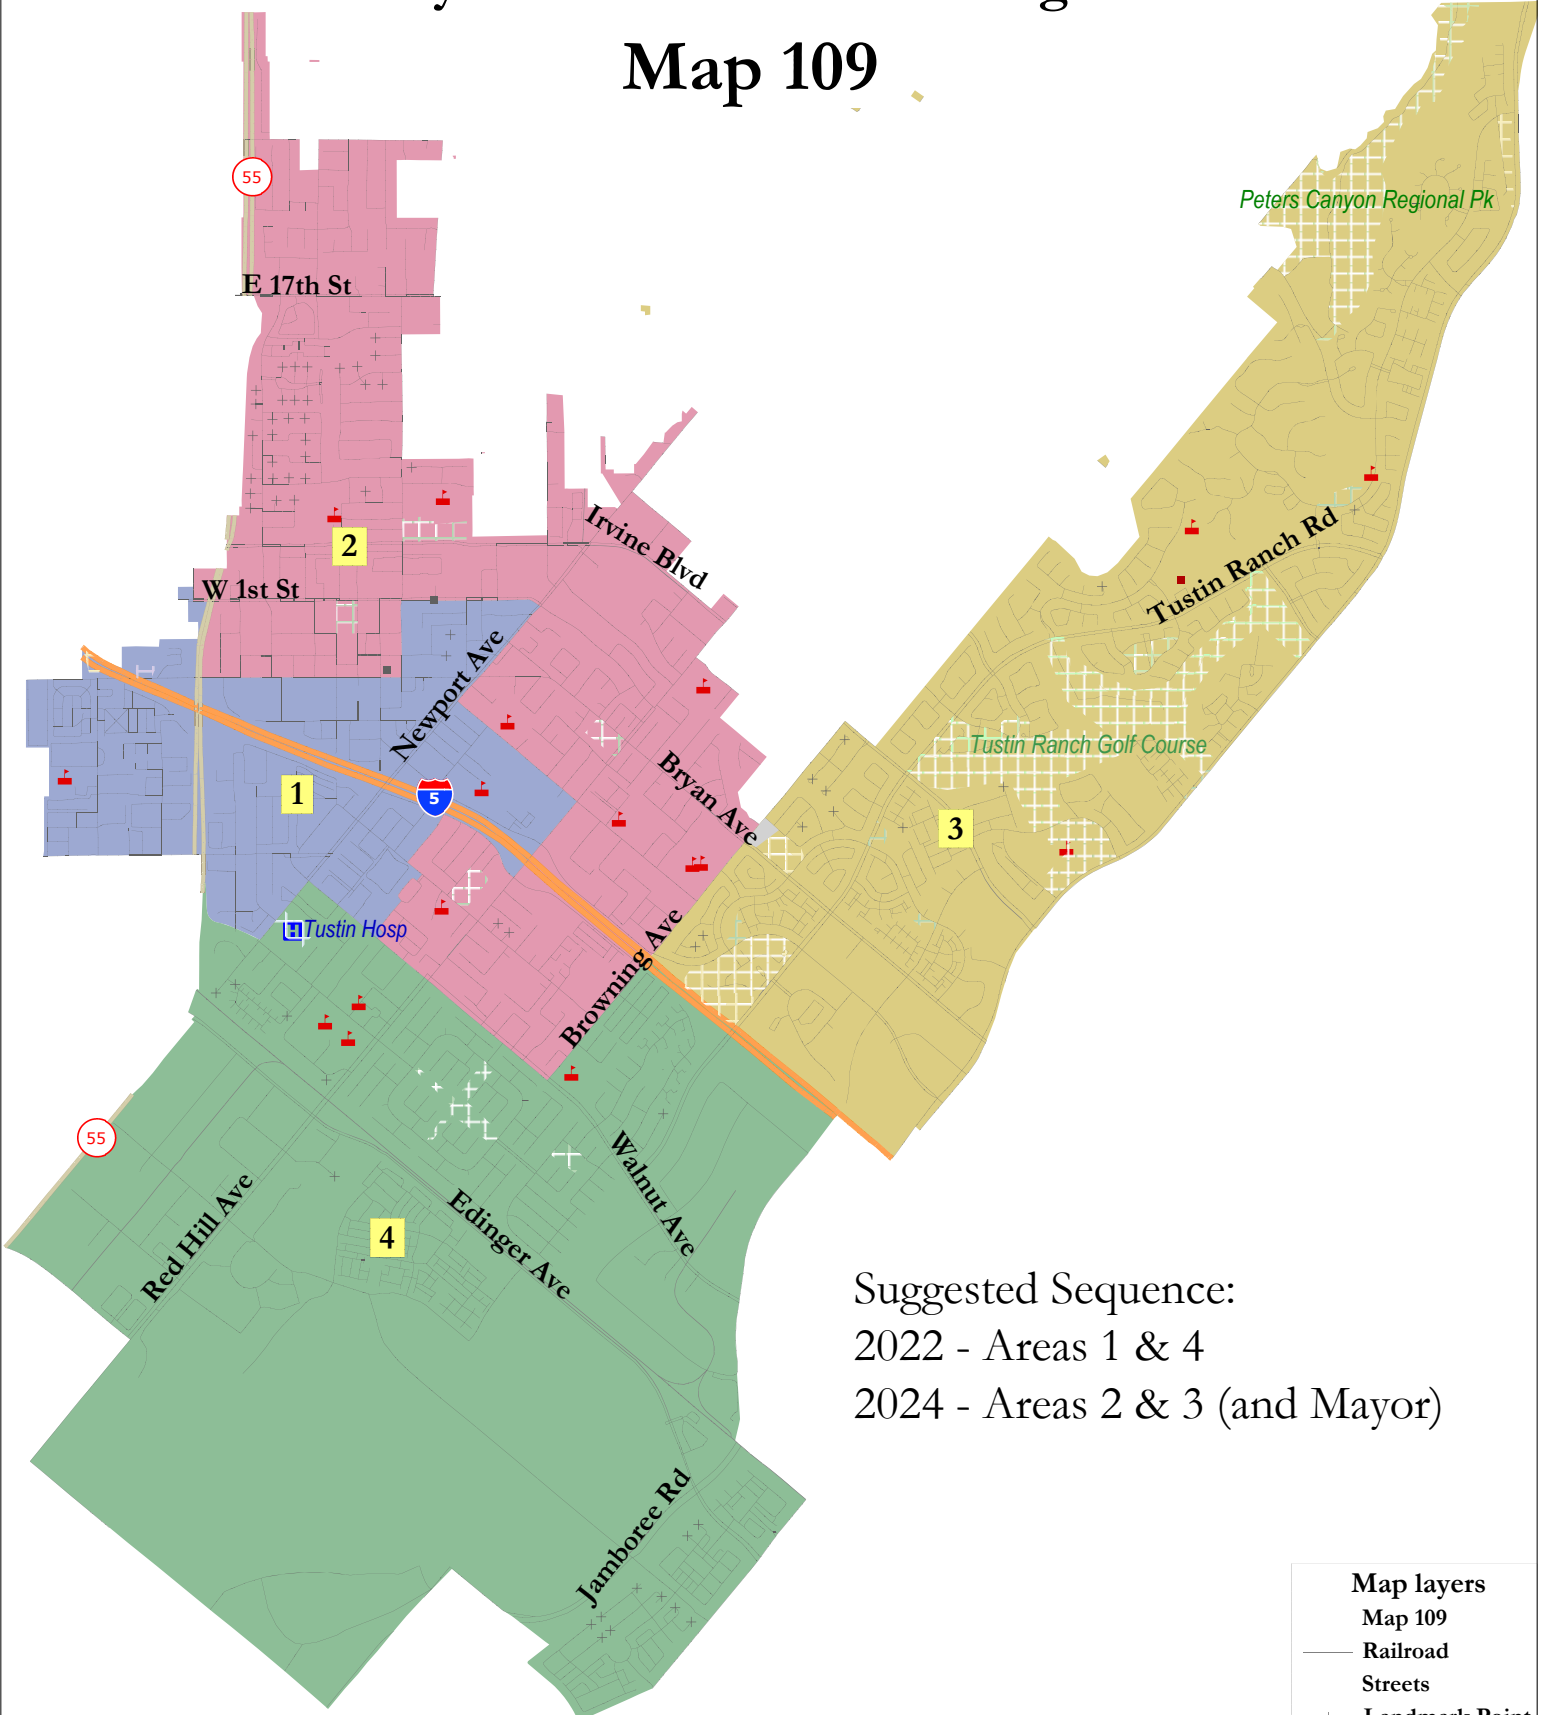 Map 109
55
Peters Canyon Regional Pk
E 17th St
Irvine Blvd
2
Tustin Ranch Rd
W 1st St
Newport Ave
Tustin Ranch Golf Course
Bryan Ave
1
5
3
H Tustin Hosp
Browning Ave
55
Walnut Ave
Red Hill Ave
Edinger Ave
4
Suggested Sequence:
2022 - Areas 1 & 4
2024 - Areas 2 & 3 (and Mayor)
Jamboree Rd
Map layers
Map 109
Railroad
Streets
Landmark Point